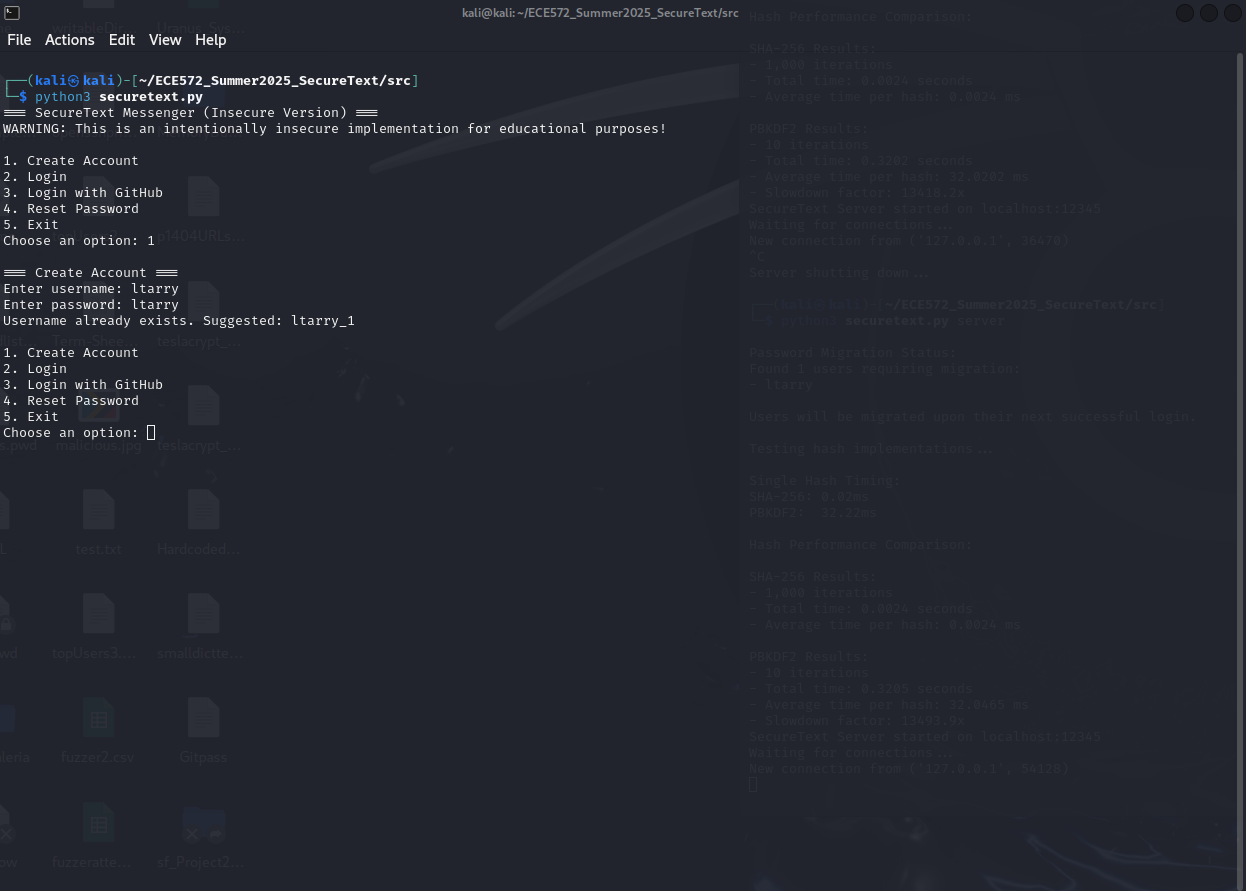 kali@kali: ~/ECE572_Summer2025_SecureText/src
File Actions Edit View Help
┌──(kali㉿kali)-[~/ECE572_Summer2025_SecureText/src]
└─$ python3 securetext.py
=== SecureText Messenger (Insecure Version) ===
WARNING: This is an intentionally insecure implementation for educational purposes!
1. Create Account
2. Login
3. Login with GitHub
4. Reset Password
5. Exit
Choose an option: 1
=== Create Account ===
Enter username: ltarry
Enter password: ltarry
Username already exists. Suggested: ltarry_1
1. Create Account
2. Login
3. Login with GitHub
4. Reset Password
5. Exit
Choose an option:
Hash Performance Comparison:
SHA-256 Results:
- 1,000 iterations
- Total time: 0.0024 seconds
- Average time per hash: 0.0024 ms
PBKDF2 Results:
- 10 iterations
- Total time: 0.3202 seconds
- Average time per hash: 32.0202 ms
- Slowdown factor: 13418.2x
SecureText Server started on localhost:12345
Waiting for connections...
New connection from ('127.0.0.1', 36470)
^C
Server shutting down...
┌──(kali㉿kali)-[~/ECE572_Summer2025_SecureText/src]
└─$ python3 securetext.py server
Password Migration Status:
Found 1 users requiring migration:
- ltarry
Users will be migrated upon their next successful login.
Testing hash implementations...
Single Hash Timing:
SHA-256: 0.02ms
PBKDF2: 32.22ms
Hash Performance Comparison:
SHA-256 Results:
- 1,000 iterations
- Total time: 0.0024 seconds
- Average time per hash: 0.0024 ms
PBKDF2 Results:
- 10 iterations
- Total time: 0.3205 seconds
- Average time per hash: 32.0465 ms
- Slowdown factor: 13493.9x
SecureText Server started on localhost:12345
Waiting for connections...
New connection from ('127.0.0.1', 54128)
p1404URLs...
Term-Shee... teslacrypt_...
malicious.jpg teslacrypt_...
test.txt Hardcoded...
topUsers3.... smalldictte...
fuzzer2.csv Gitpass
fuzzeratte... sf_Project2...